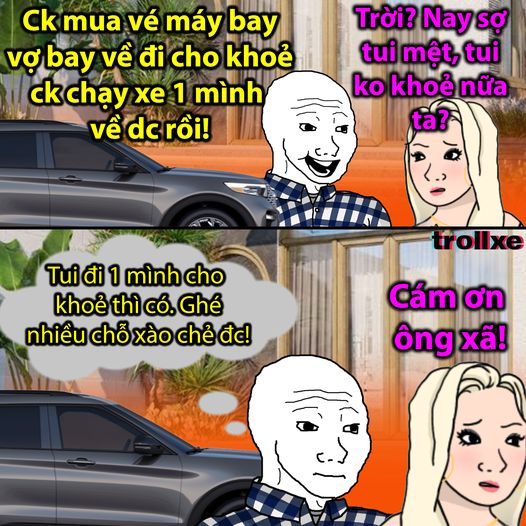 Ck mua vé máy bay
vợ bay về đi cho khoẻ
ck chạy xe 1 mình
về dc rồi!
Trời? Nay sợ
tui mệt, tui
ko khoẻ nữa
ta?
trollxe
Tui đi 1 mình cho
khoẻ thì có. Ghé
nhiều chỗ xào chẻ đc!
Cám ơn
ông xã!